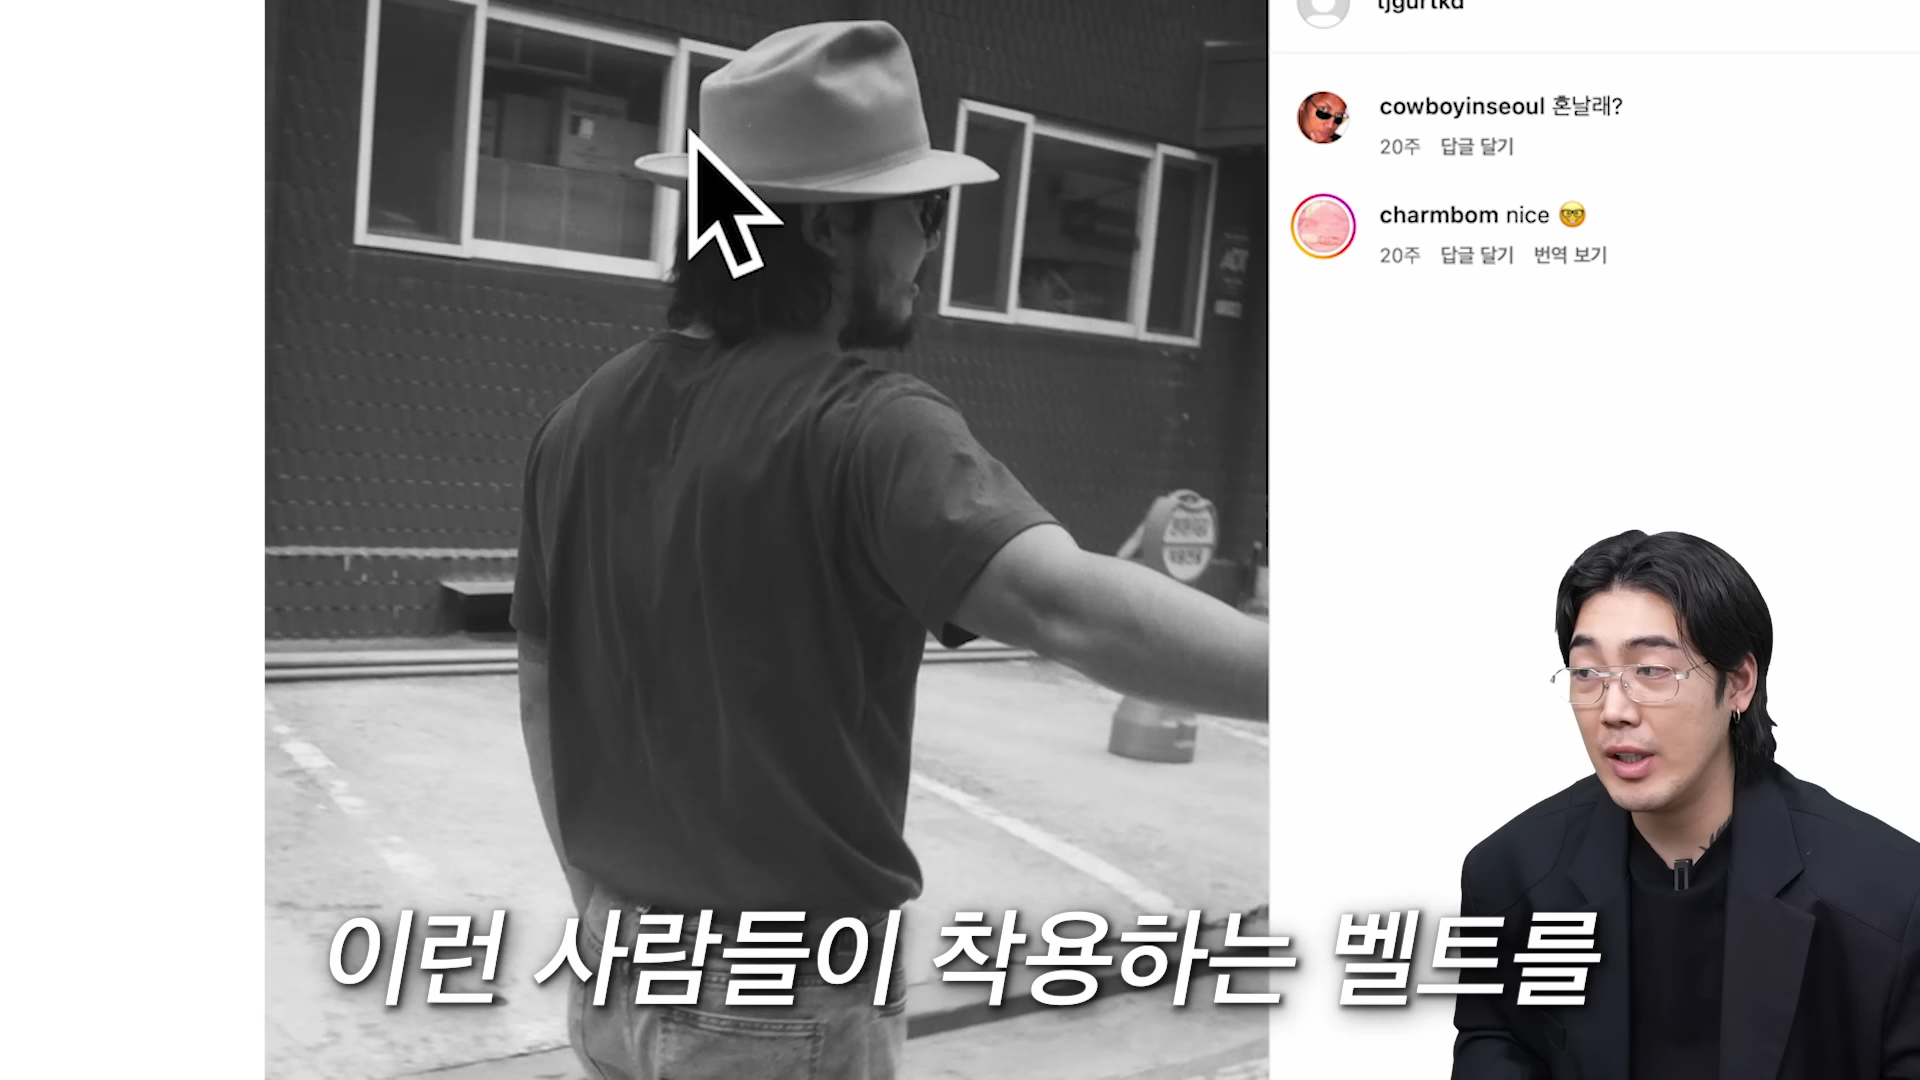 tjgurtkd
cowboyinseoul 혼날래?
20주 답글 달기
charmbom nice 🤓
20주 답글 달기 번역 보기
이런 사람들이 착용하는 벨트를